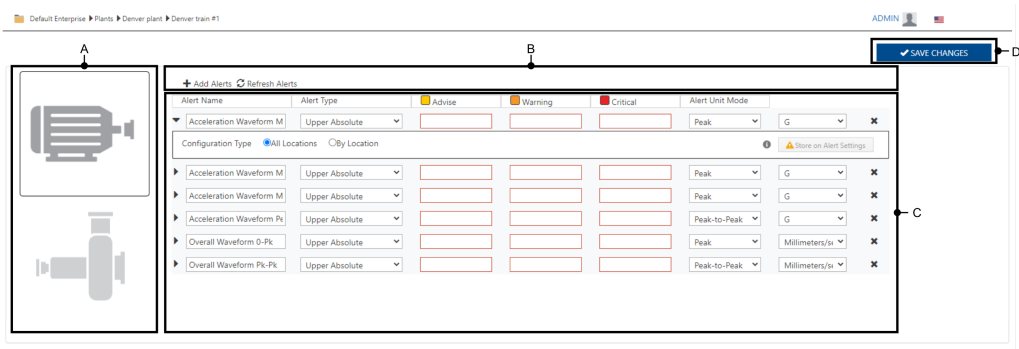 Default Enterprise Plants Denver plant Denver train #1
ADMIN
A
B
SAVE CHANGES
D
Add Alerts Refresh Alerts
Alert Name Alert Type Advise Warning Critical Alert Unit Mode
Acceleration Waveform M Upper Absolute Peak G
Configuration Type All Locations By Location Store on Alert Settings
Acceleration Waveform M Upper Absolute Peak G
Acceleration Waveform M Upper Absolute Peak G
Acceleration Waveform Pe Upper Absolute Peak-to-Peak G
C
Overall Waveform 0-Pk Upper Absolute Peak Millimeters/se
Overall Waveform Pk-Pk Upper Absolute Peak-to-Peak Millimeters/se